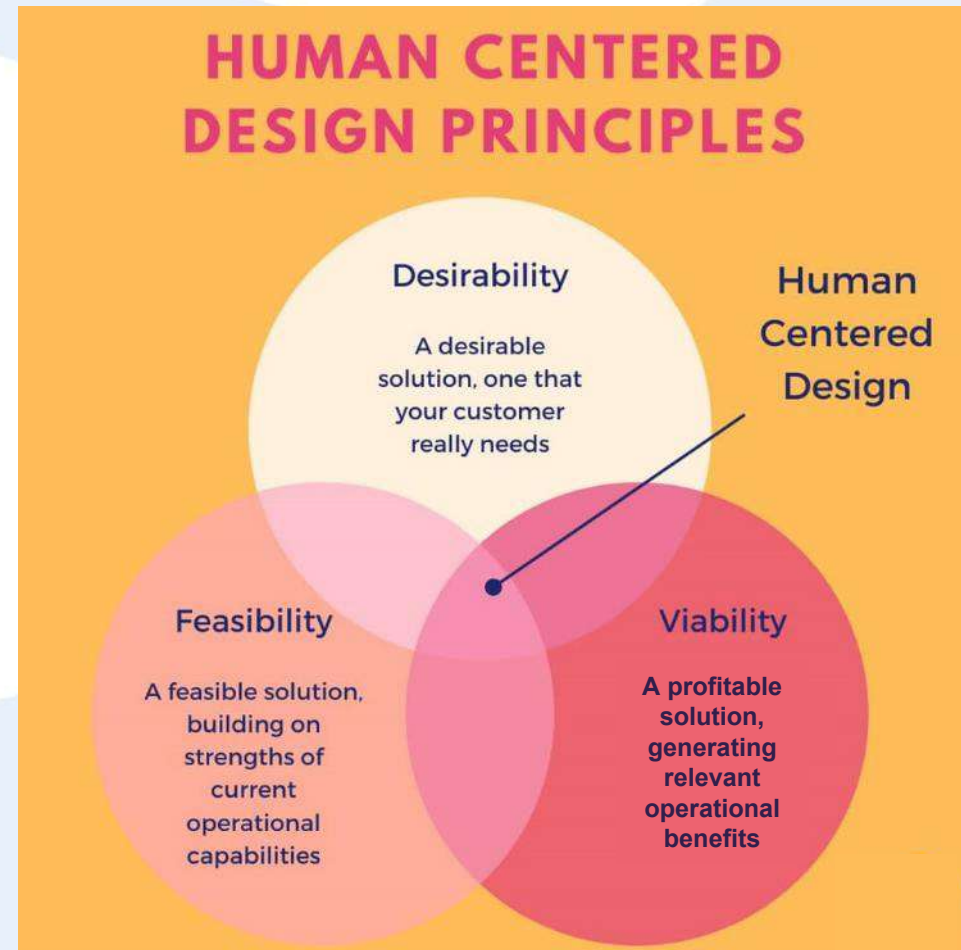 HUMAN CENTERED
DESIGN PRINCIPLES
Desirability
A desirable
solution, one that
your customer
really needs
Human
Centered
Design
Feasibility
A feasible solution,
building on
strengths of
current
operational
capabilities
Viability
A profitable
solution,
generating
relevant
operational
benefits